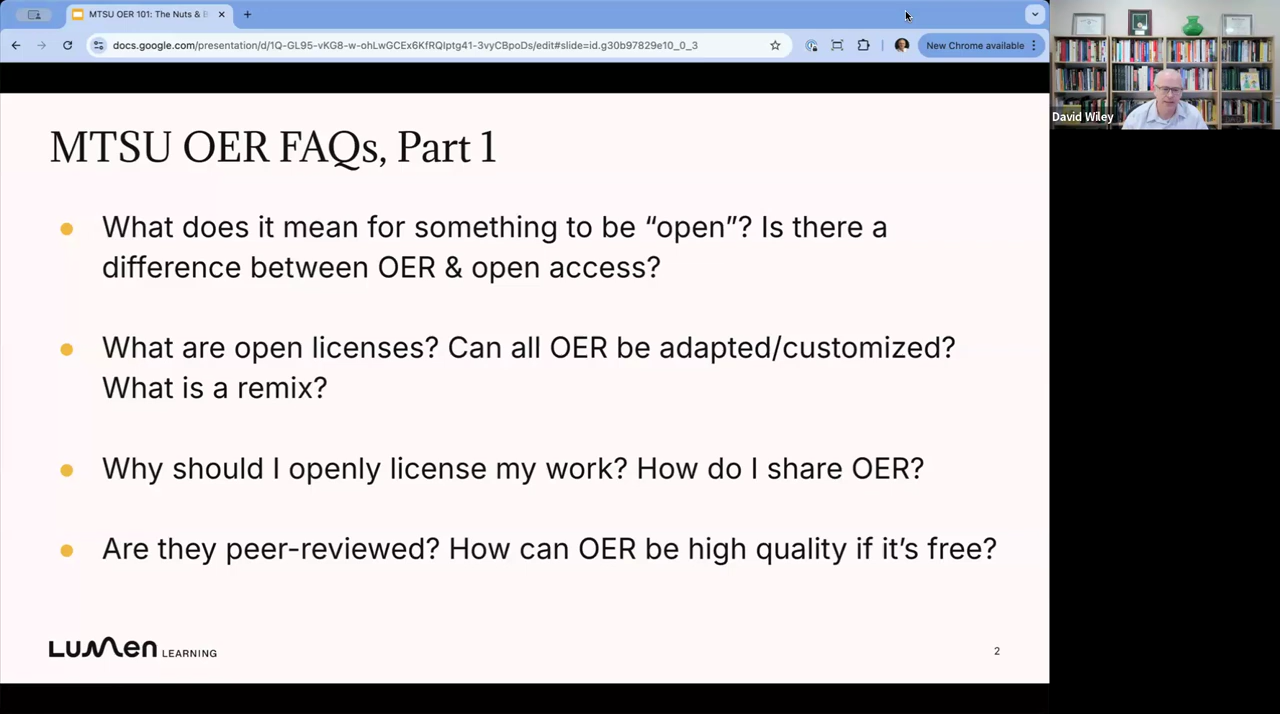 MTSU OER 101: The Nuts & B
docs.google.com/presentation/d/1Q-GL95-vKG8-w-ohLwGCEx6KfRQIptg41-3vyCBpoDs/edit#slide=id.g30b97829e10_0_3
New Chrome available
David Wiley
MTSU OER FAQs, Part 1
What does it mean for something to be “open”? Is there a
difference between OER & open access?
What are open licenses? Can all OER be adapted/customized?
What is a remix?
Why should I openly license my work? How do I share OER?
Are they peer-reviewed? How can OER be high quality if it’s free?
Lumen LEARNING
2